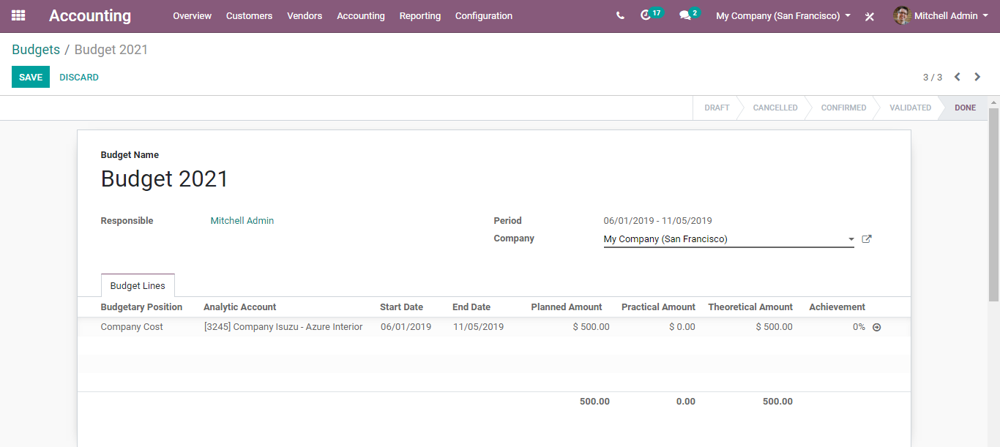 Accounting Overview Customers Vendors Accounting Reporting Configuration 17 2 My Company (San Francisco) Mitchell Admin
Budgets / Budget 2021
SAVE DISCARD 3 / 3
DRAFT CANCELLED CONFIRMED VALIDATED DONE
Budget Name
Budget 2021
Responsible Mitchell Admin Period 06/01/2019 - 11/05/2019
Company My Company (San Francisco)
Budget Lines
Budgetary Position Analytic Account Start Date End Date Planned Amount Practical Amount Theoretical Amount Achievement
Company Cost [3245] Company Isuzu - Azure Interior 06/01/2019 11/05/2019 $ 500.00 $ 0.00 $ 500.00 0%
500.00 0.00 500.00